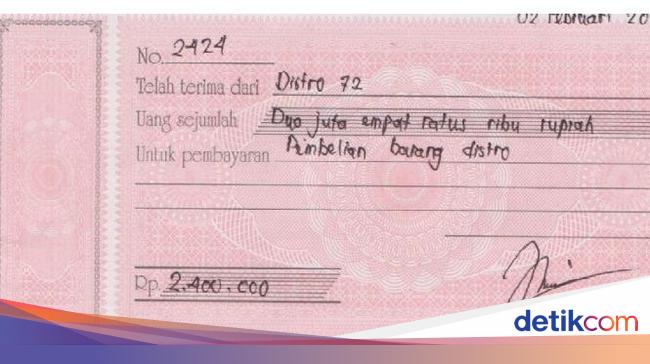 02 Februari 20
No. 2424
Telah terima dari Distro 72
Uang sejumlah Dua juta empat ratus ribu rupiah
Untuk pembayaran Pembelian barang distro
Rp. 2.400.000
detikcom